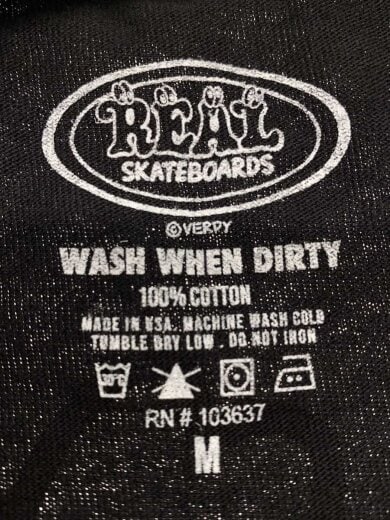 REAL
SKATEBOARDS
©VERDY
WASH WHEN DIRTY
100% COTTON
MADE IN USA. MACHINE WASH COLD
TUMBLE DRY LOW. DO NOT IRON
RN # 103637
M